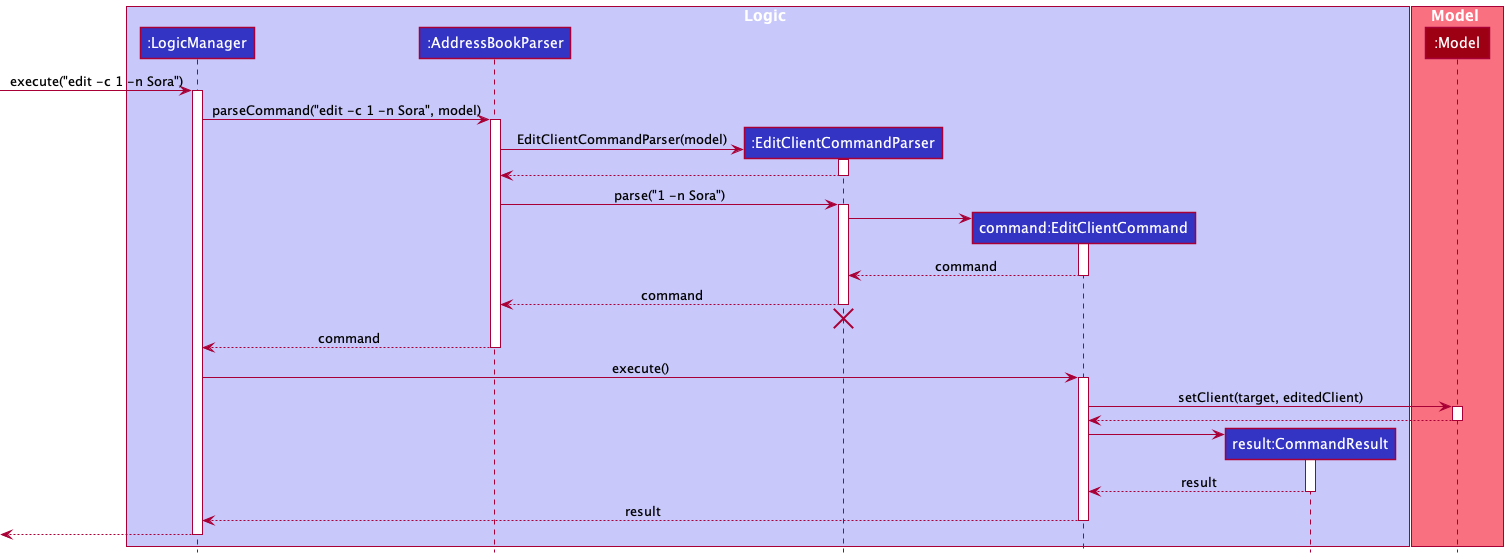 Logic
Model
:LogicManager
:AddressBookParser
:Model
execute("edit -c 1 -n Sora")
parseCommand("edit -c 1 -n Sora", model)
EditClientCommandParser(model)
:EditClientCommandParser
parse("1 -n Sora")
command:EditClientCommand
command
command
command
execute()
setClient(target, editedClient)
result:CommandResult
result
result